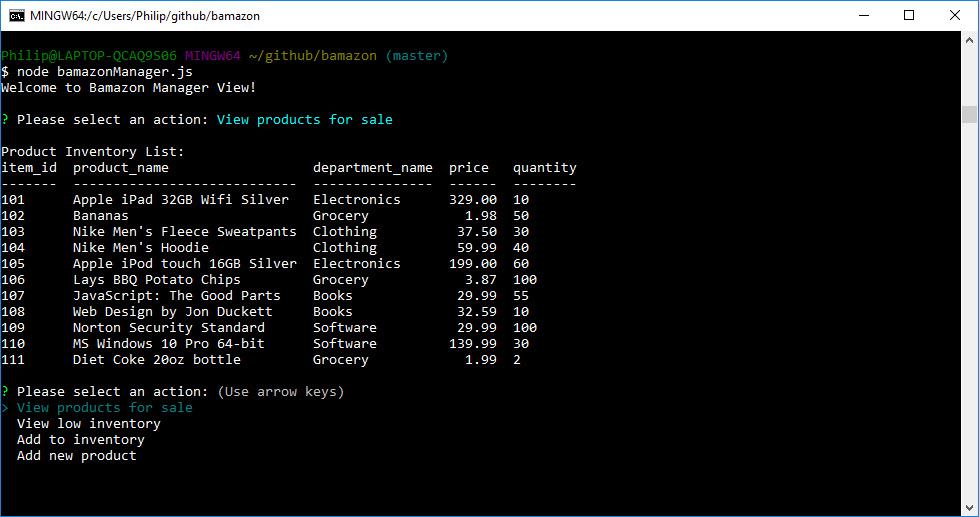 MINGW64:/c/Users/Philip/github/bamazon
Philip@LAPTOP-QCAQ9S06 MINGW64 ~/github/bamazon (master)
$ node bamazonManager.js
Welcome to Bamazon Manager View!
? Please select an action: View products for sale
Product Inventory List:
item_id  product_name                  department_name  price   quantity
-------  ----------------------------  ---------------  ------  --------
101      Apple iPad 32GB Wifi Silver   Electronics      329.00  10
102      Bananas                       Grocery            1.98  50
103      Nike Men's Fleece Sweatpants  Clothing          37.50  30
104      Nike Men's Hoodie             Clothing          59.99  40
105      Apple iPod touch 16GB Silver  Electronics      199.00  60
106      Lays BBQ Potato Chips         Grocery            3.87  100
107      JavaScript: The Good Parts    Books             29.99  55
108      Web Design by Jon Duckett     Books             32.59  10
109      Norton Security Standard      Software          29.99  100
110      MS Windows 10 Pro 64-bit      Software         139.99  30
111      Diet Coke 20oz bottle         Grocery            1.99  2
? Please select an action: (Use arrow keys)
> View products for sale
  View low inventory
  Add to inventory
  Add new product